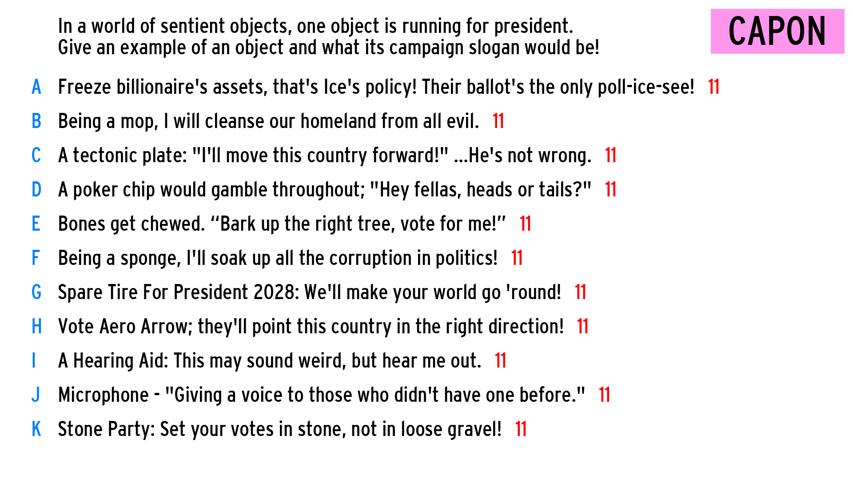 In a world of sentient objects, one object is running for president.
Give an example of an object and what its campaign slogan would be!
CAPON
A Freeze billionaire's assets, that's Ice's policy! Their ballot's the only poll-ice-see! 11
B Being a mop, I will cleanse our homeland from all evil. 11
C A tectonic plate: "I'll move this country forward!" ...He's not wrong. 11
D A poker chip would gamble throughout; "Hey fellas, heads or tails?" 11
E Bones get chewed. “Bark up the right tree, vote for me!” 11
F Being a sponge, I'll soak up all the corruption in politics! 11
G Spare Tire For President 2028: We'll make your world go 'round! 11
H Vote Aero Arrow; they'll point this country in the right direction! 11
I A Hearing Aid: This may sound weird, but hear me out. 11
J Microphone - "Giving a voice to those who didn't have one before." 11
K Stone Party: Set your votes in stone, not in loose gravel! 11